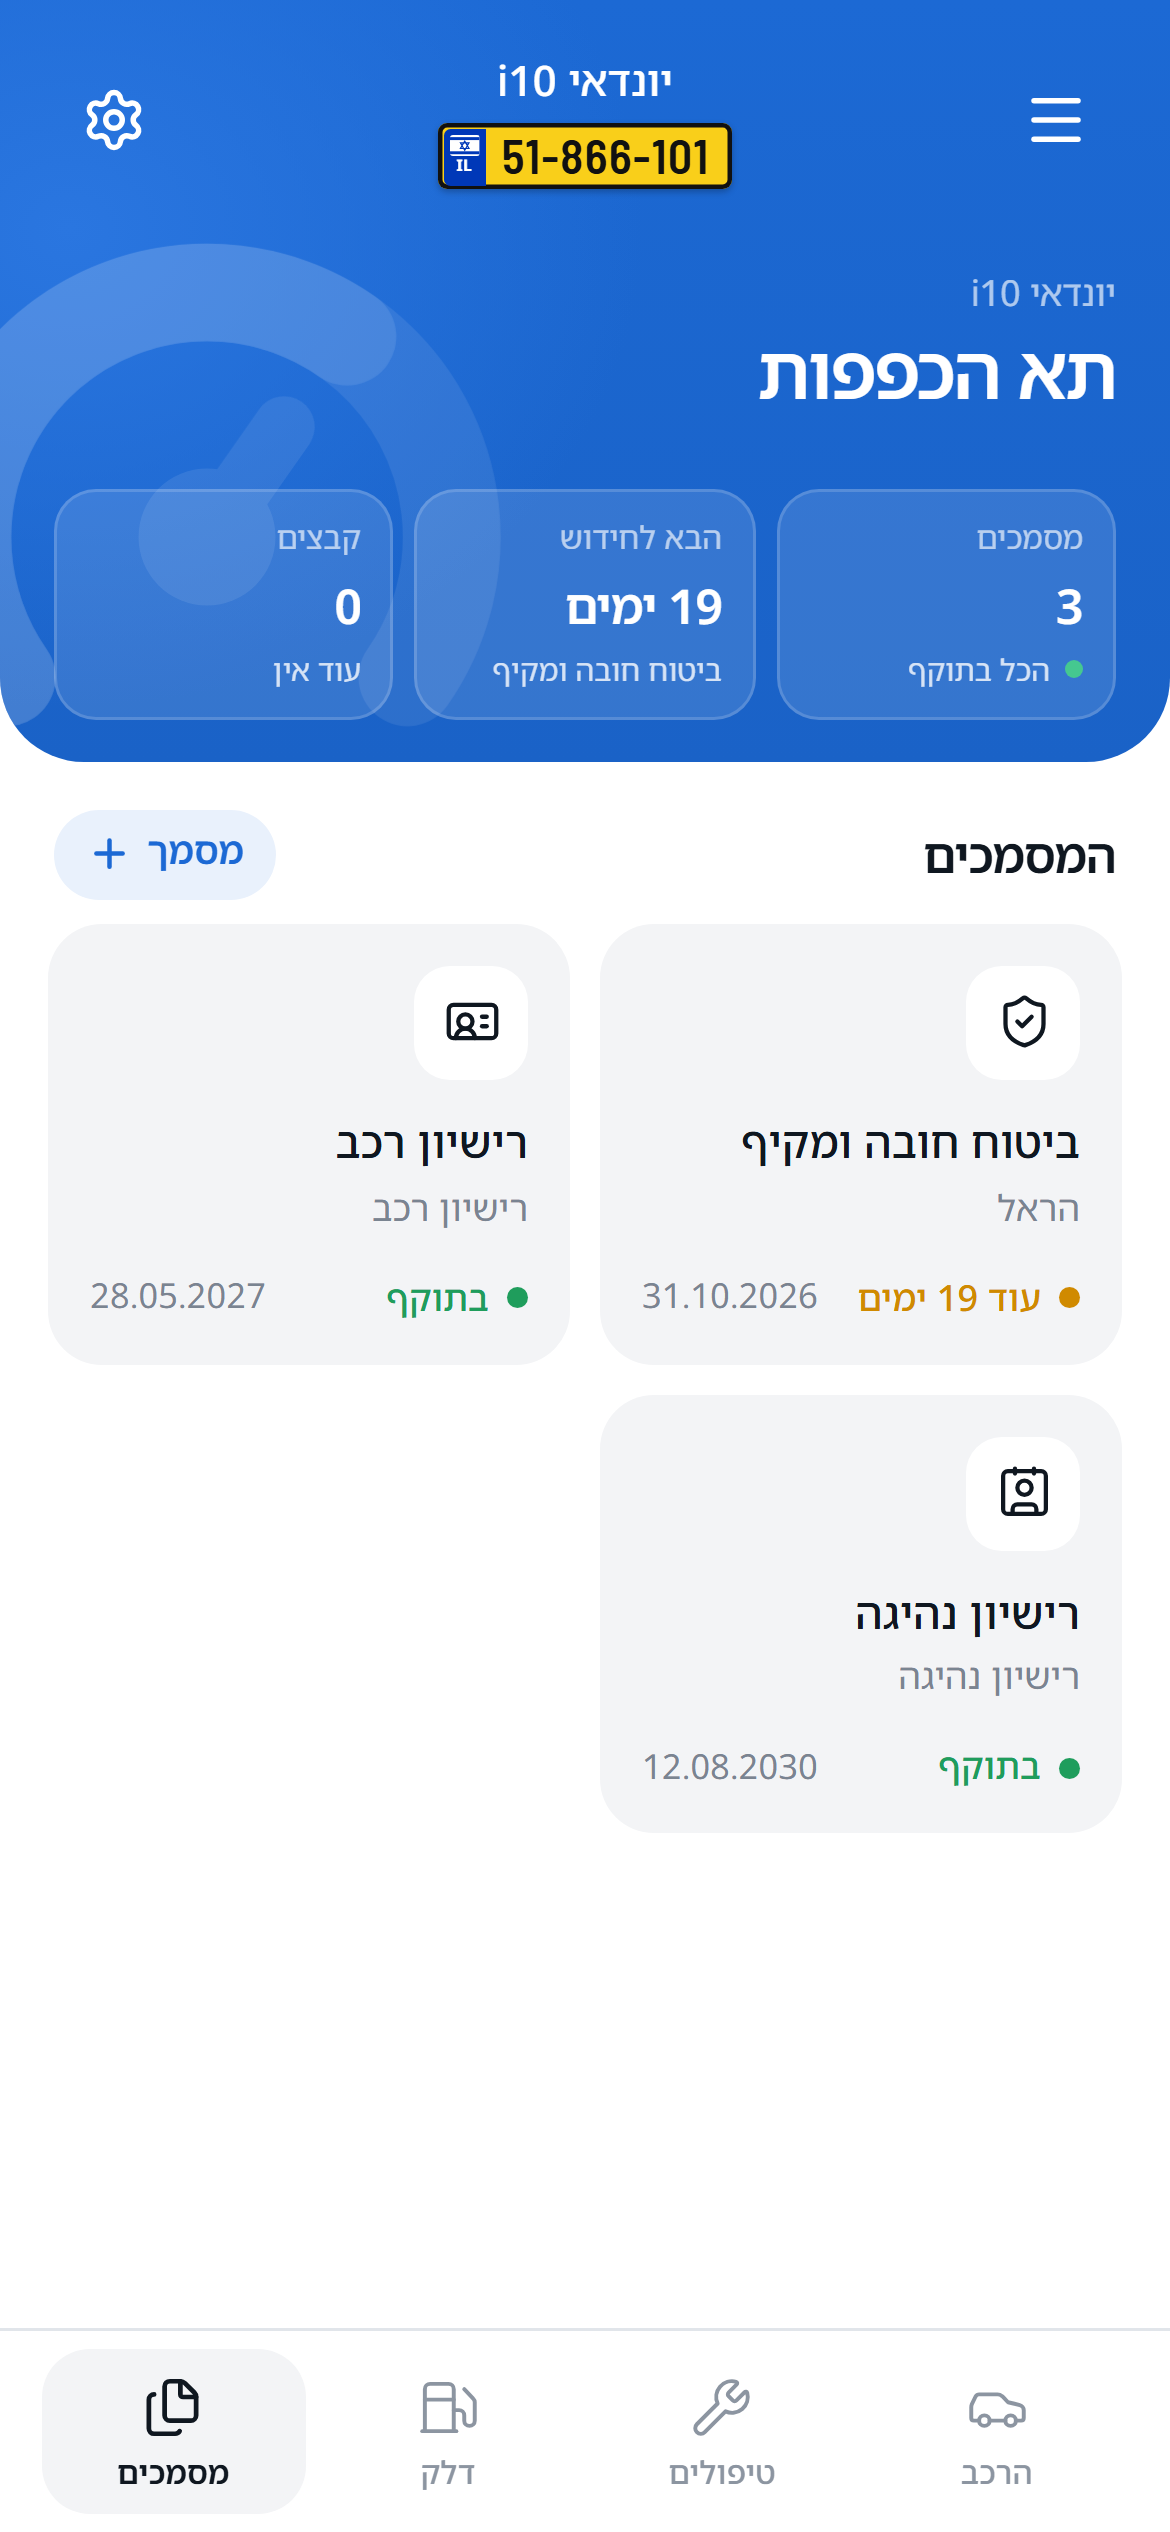 יונדאי i10
IL 51-866-101
יונדאי i10
תא הכפפות
מסמכים
3
הכל בתוקף
הבא לחידוש
19 ימים
ביטוח חובה ומקיף
קבצים
0
עוד אין
המסמכים
מסמך +
ביטוח חובה ומקיף
הראל
עוד 19 ימים 31.10.2026
רישיון רכב
רישיון רכב
בתוקף 28.05.2027
רישיון נהיגה
רישיון נהיגה
בתוקף 12.08.2030
הרכב
טיפולים
דלק
מסמכים